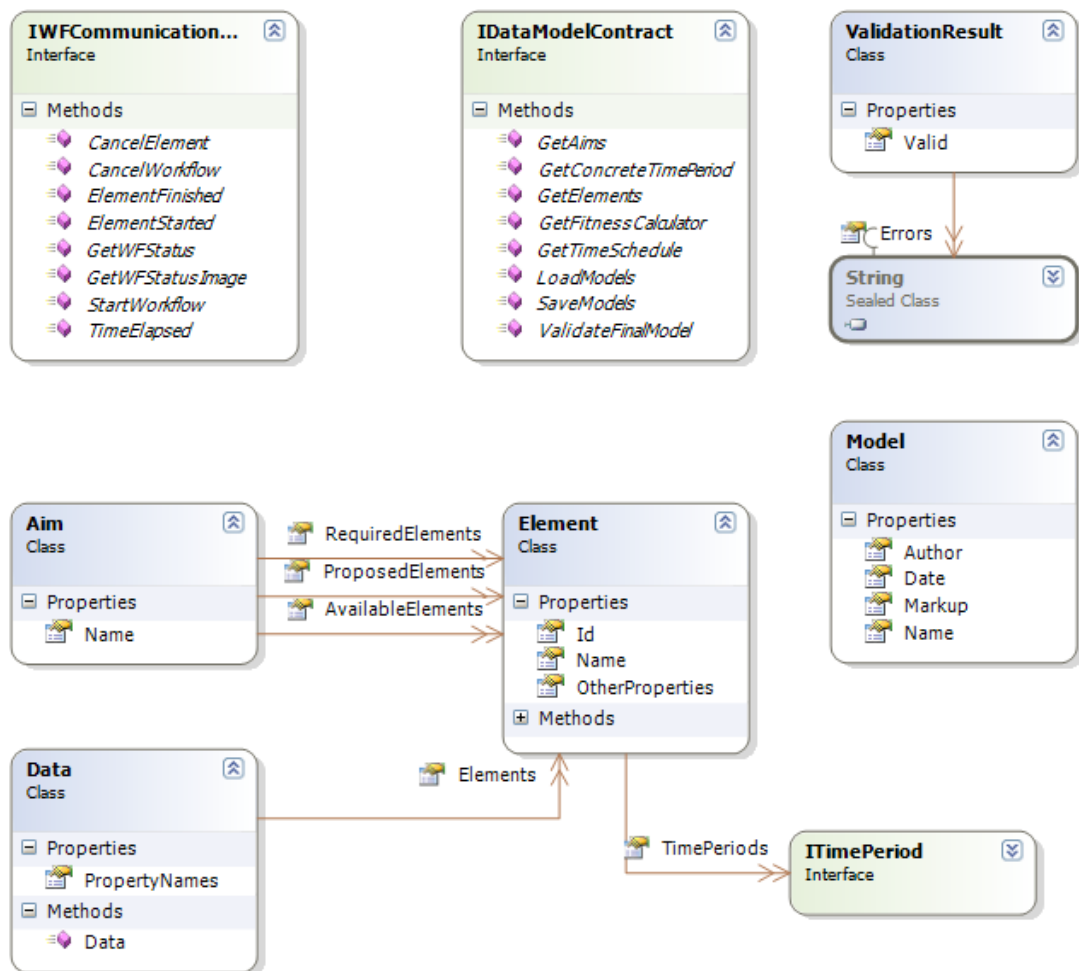 IWFCommunication...
Interface
Methods
CancelElement
CancelWorkflow
ElementFinished
ElementStarted
GetWFStatus
GetWFStatusImage
StartWorkflow
TimeElapsed
IDataModelContract
Interface
Methods
GetAims
GetConcreteTimePeriod
GetElements
GetFitnessCalculator
GetTimeSchedule
LoadModels
SaveModels
ValidateFinalModel
ValidationResult
Class
Properties
Valid
Errors
String
Sealed Class
Model
Class
Properties
Author
Date
Markup
Name
Aim
Class
Properties
Name
RequiredElements
ProposedElements
AvailableElements
Element
Class
Properties
Id
Name
OtherProperties
Methods
Data
Class
Properties
PropertyNames
Methods
Data
Elements
TimePeriods
ITimePeriod
Interface